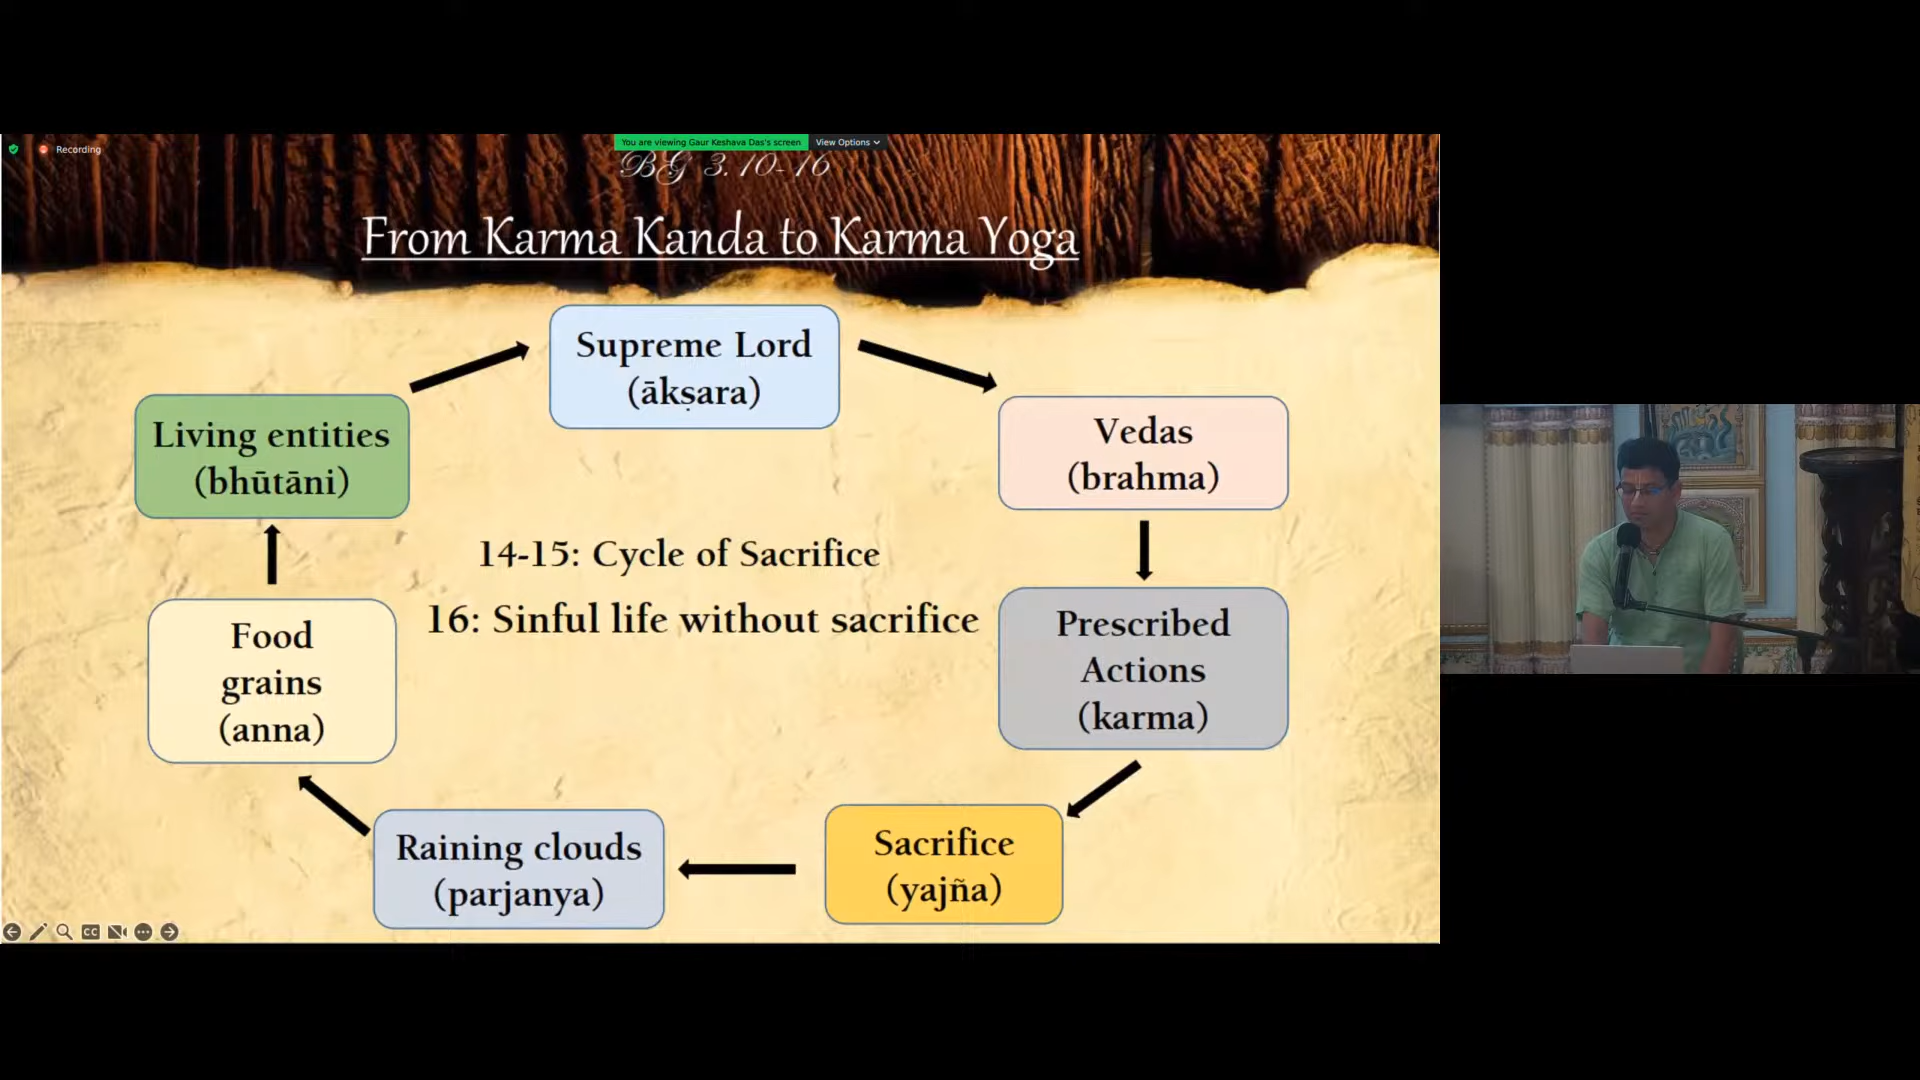 Recording
You are viewing Gaur Keshava Das's screen
View Options
BG 3.10-16
From Karma Kanda to Karma Yoga
Supreme Lord
(ākṣara)
Vedas
(brahma)
Living entities
(bhūtāni)
14-15: Cycle of Sacrifice
16: Sinful life without sacrifice
Prescribed
Actions
(karma)
Food
grains
(anna)
Sacrifice
(yajña)
Raining clouds
(parjanya)
CC